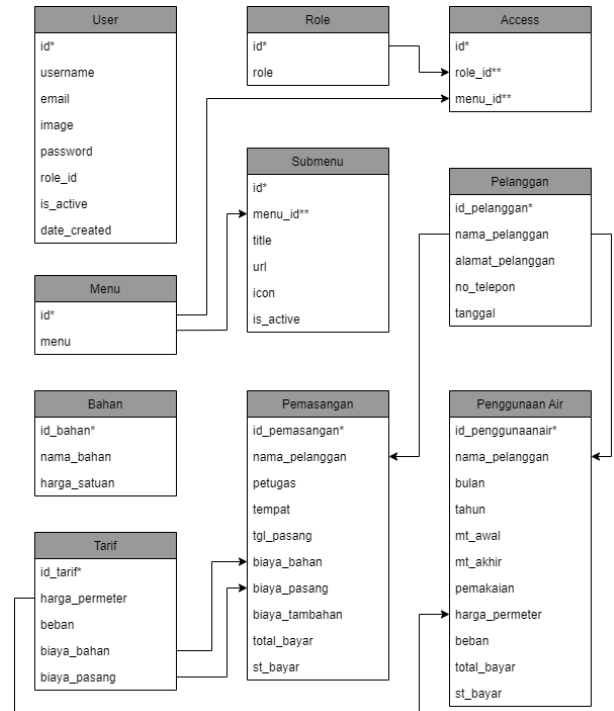 User
id*
username
email
image
password
role_id
is_active
date_created
Role
id*
role
Access
id*
role_id**
menu_id**
Submenu
id*
menu_id**
title
url
icon
is_active
Pelanggan
id_pelanggan*
nama_pelanggan
alamat_pelanggan
no_telepon
tanggal
Menu
id*
menu
Bahan
id_bahan*
nama_bahan
harga_satuan
Pemasangan
id_pemasangan*
nama_pelanggan
petugas
tempat
tgl_pasang
biaya_bahan
biaya_pasang
biaya_tambahan
total_bayar
st_bayar
Penggunaan Air
id_penggunaanair*
nama_pelanggan
bulan
tahun
mt_awal
mt_akhir
pemakaian
harga_permeter
beban
total_bayar
st_bayar
Tarif
id_tarif*
harga_permeter
beban
biaya_bahan
biaya_pasang